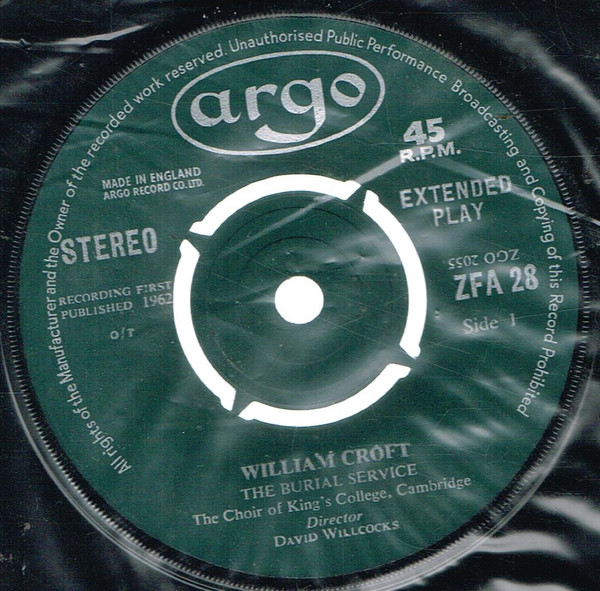 All rights of the Manufacturer and the Owner of the recorded work reserved. Unauthorised Public Performance Broadcasting and Copying of this Record Prohibited
argo
45
R.P.M.
MADE IN ENGLAND
ARGO RECORD CO. LTD.
EXTENDED
PLAY
STEREO
ZGO 2055
ZFA 28
RECORDING FIRST
PUBLISHED 1962
Side 1
O/T
WILLIAM CROFT
THE BURIAL SERVICE
The Choir of King's College, Cambridge
Director
DAVID WILLCOCKS